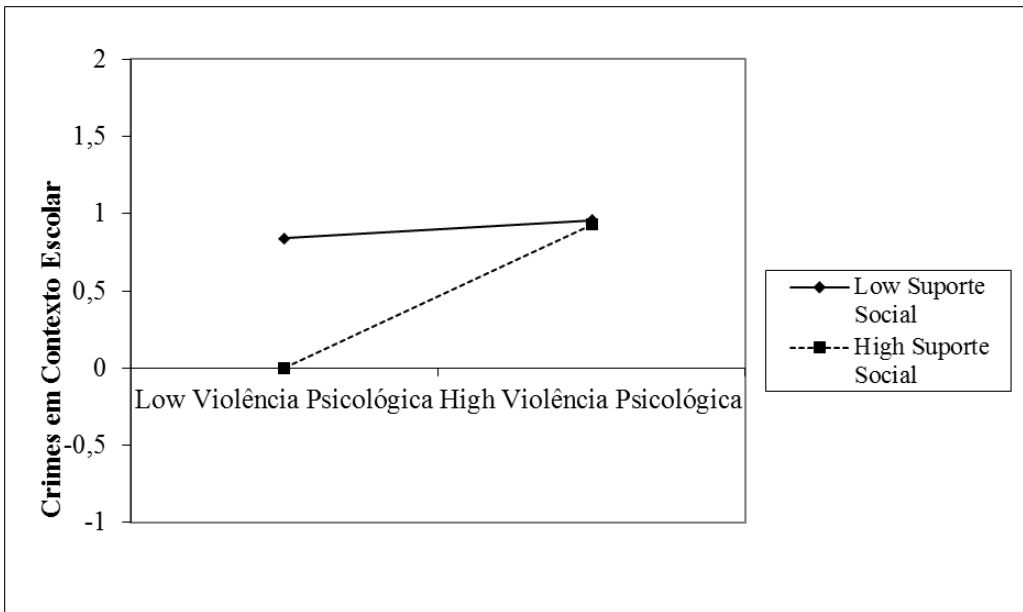 2
1,5
1
0,5
0
-0,5
-1
Crimes em Contexto Escolar
Low Violência Psicológica High Violência Psicológica
Low Suporte
Social
High Suporte
Social